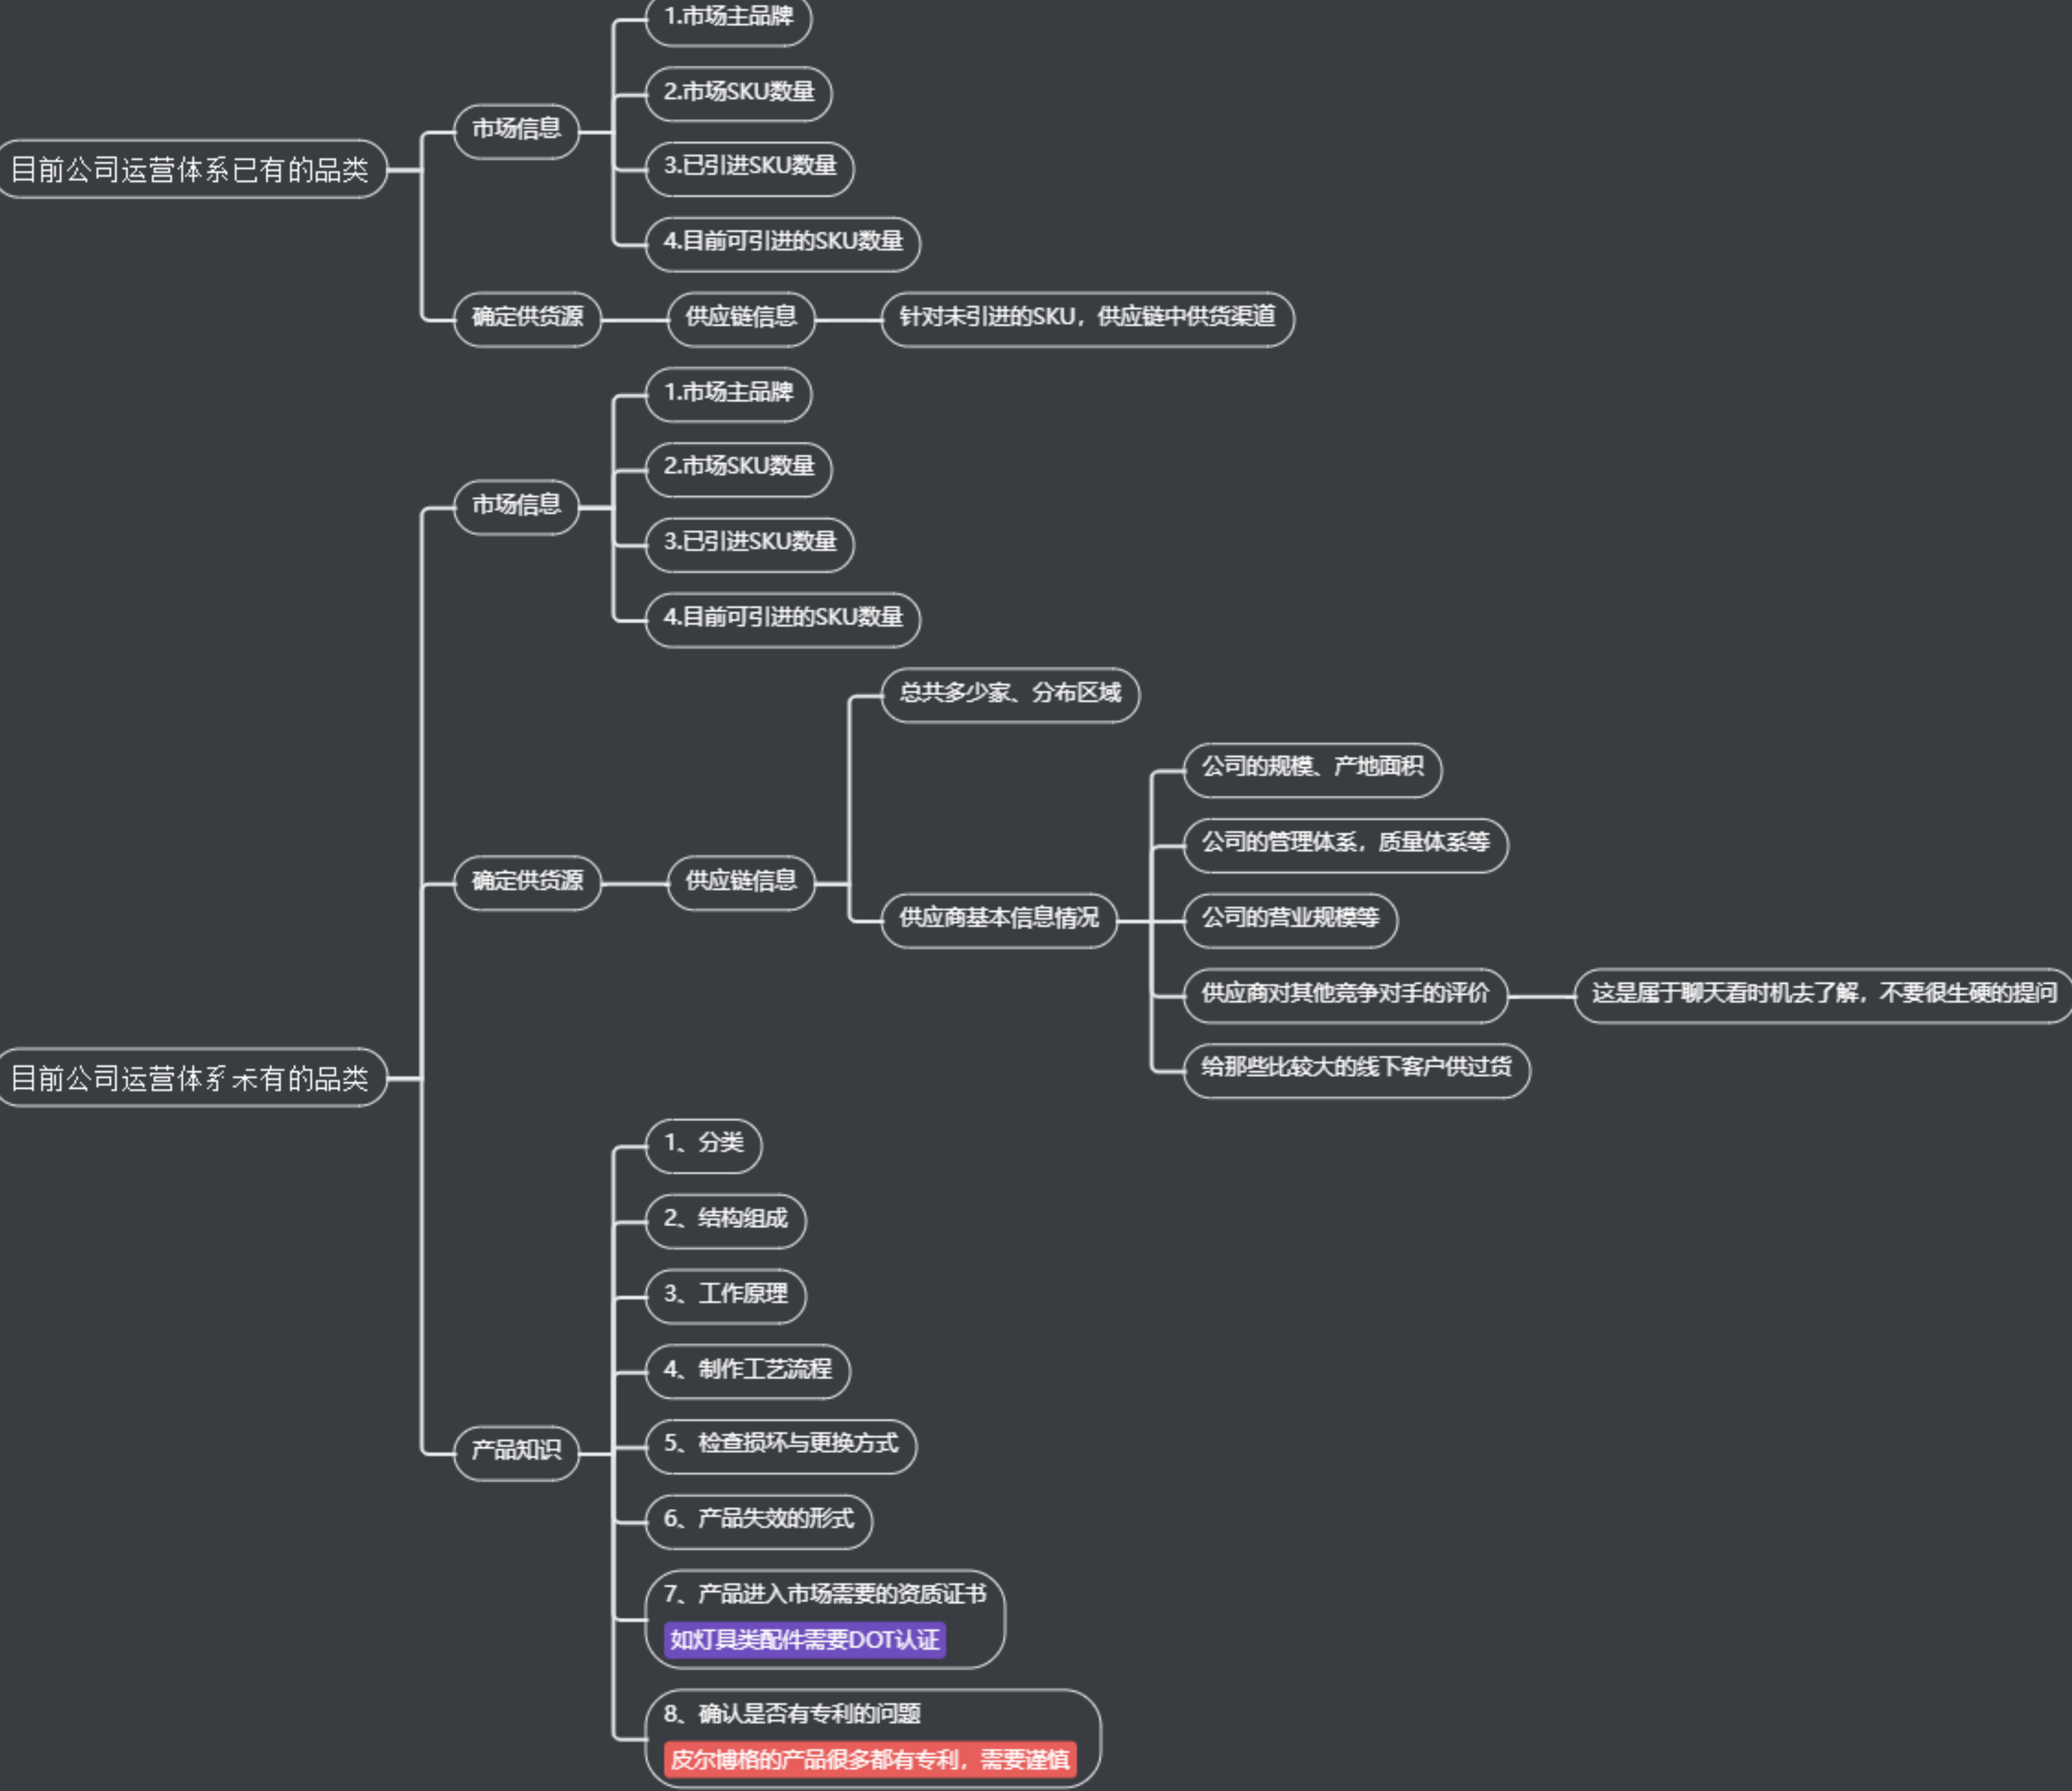 目前公司运营体系已有的品类
市场信息
1.市场主品牌
2.市场SKU数量
3.已引进SKU数量
4.目前可引进的SKU数量
确定供货源
供应链信息
针对未引进的SKU，供应链中供货渠道
目前公司运营体系未有的品类
市场信息
1.市场主品牌
2.市场SKU数量
3.已引进SKU数量
4.目前可引进的SKU数量
确定供货源
供应链信息
总共多少家、分布区域
供应商基本信息情况
公司的规模、产地面积
公司的管理体系，质量体系等
公司的营业规模等
供应商对其他竞争对手的评价
这是属于聊天看时机去了解，不要很生硬的提问
给那些比较大的线下客户供过货
产品知识
1、分类
2、结构组成
3、工作原理
4、制作工艺流程
5、检查损坏与更换方式
6、产品失效的形式
7、产品进入市场需要的资质证书
如灯具类配件需要DOT认证
8、确认是否有专利的问题
皮尔博格的产品很多都有专利，需要谨慎